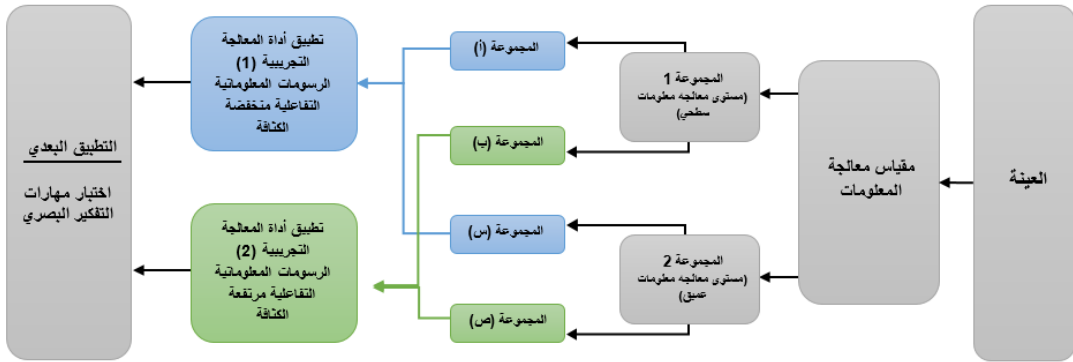 العينة
مقياس معالجة
المعلومات
المجموعة 1
(مستوى معالجه معلومات
سطحي)
المجموعة 2
(مستوى معالجه معلومات
عميق)
المجموعة (أ)
المجموعة (ب)
المجموعة (س)
المجموعة (ص)
تطبيق أداة المعالجة
التجريبية (1)
الرسومات المعلوماتية
التفاعلية منخفضة
الكثافة
تطبيق أداة المعالجة
التجريبية (2)
الرسومات المعلوماتية
التفاعلية مرتفعة
الكثافة
التطبيق البعدي
اختبار مهارات
التفكير البصري